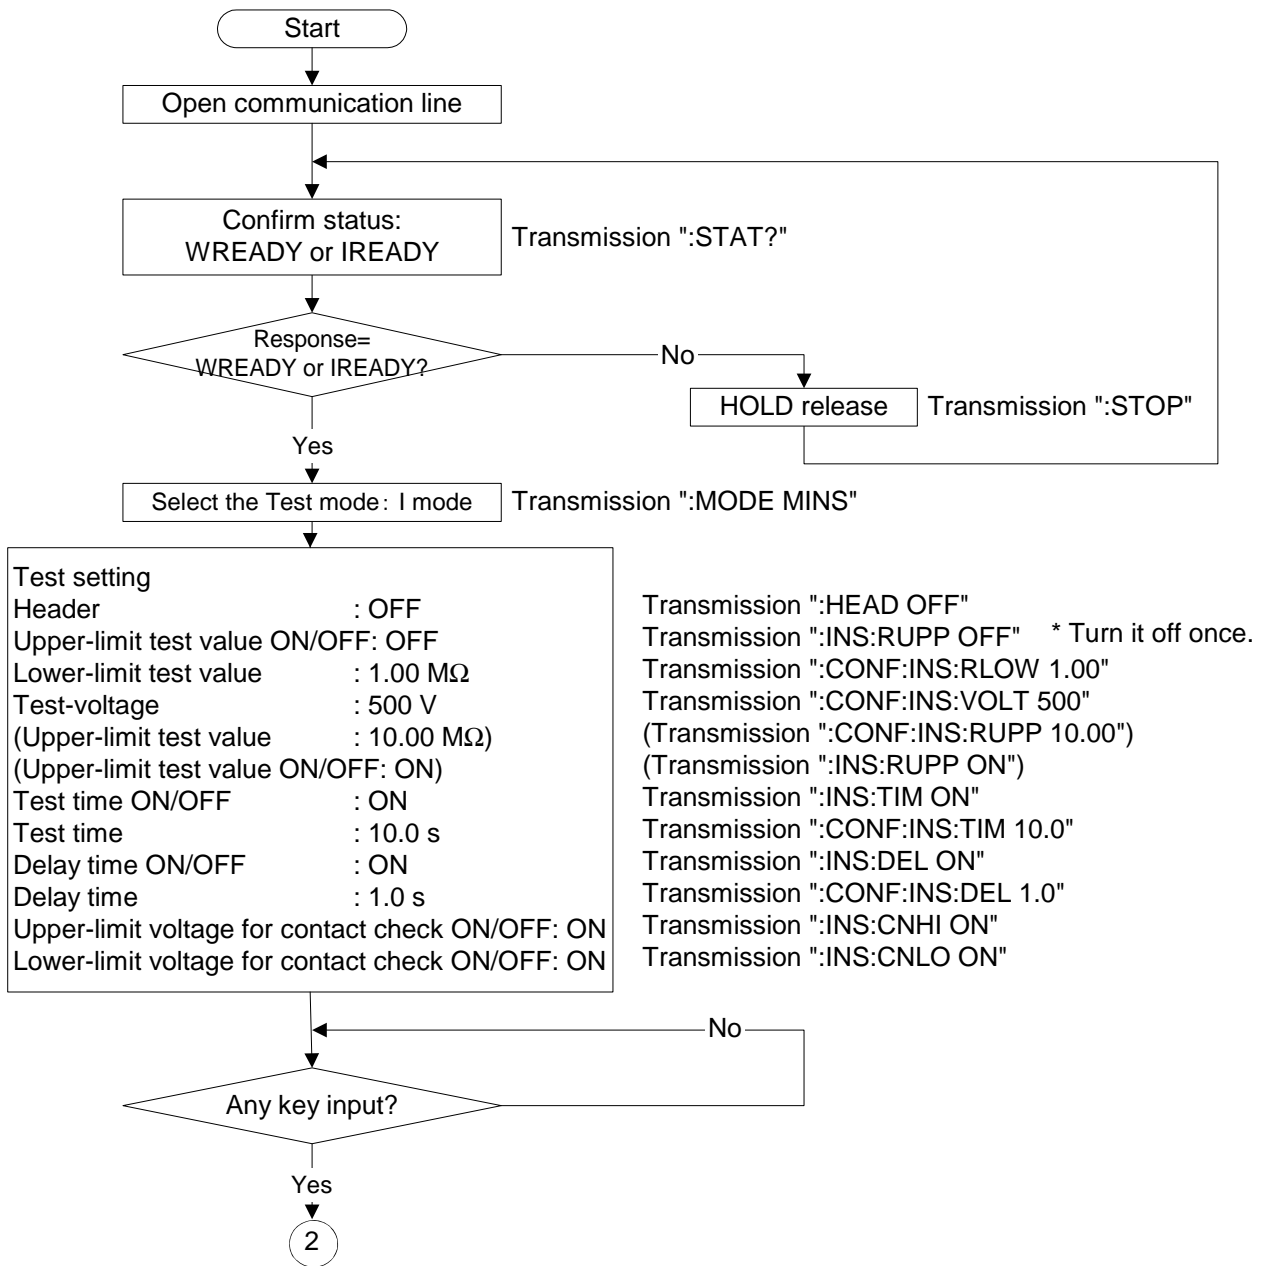 Start
Open communication line
Confirm status:
WREADY or IREADY
Transmission ":STAT?"
Response=
WREADY or IREADY?
No
HOLD release
Transmission ":STOP"
Yes
Select the Test mode: I mode
Transmission ":MODE MINS"
Test setting
Header : OFF
Transmission ":HEAD OFF"
Upper-limit test value ON/OFF: OFF
Transmission ":INS:RUPP OFF" * Turn it off once.
Lower-limit test value : 1.00 MΩ
Transmission ":CONF:INS:RLOW 1.00"
Test-voltage : 500 V
Transmission ":CONF:INS:VOLT 500"
(Upper-limit test value : 10.00 MΩ)
(Transmission ":CONF:INS:RUPP 10.00")
(Upper-limit test value ON/OFF: ON)
(Transmission ":INS:RUPP ON")
Test time ON/OFF : ON
Transmission ":INS:TIM ON"
Test time : 10.0 s
Transmission ":CONF:INS:TIM 10.0"
Delay time ON/OFF : ON
Transmission ":INS:DEL ON"
Delay time : 1.0 s
Transmission ":CONF:INS:DEL 1.0"
Upper-limit voltage for contact check ON/OFF: ON
Transmission ":INS:CNHI ON"
Lower-limit voltage for contact check ON/OFF: ON
Transmission ":INS:CNLO ON"
No
Any key input?
Yes
2